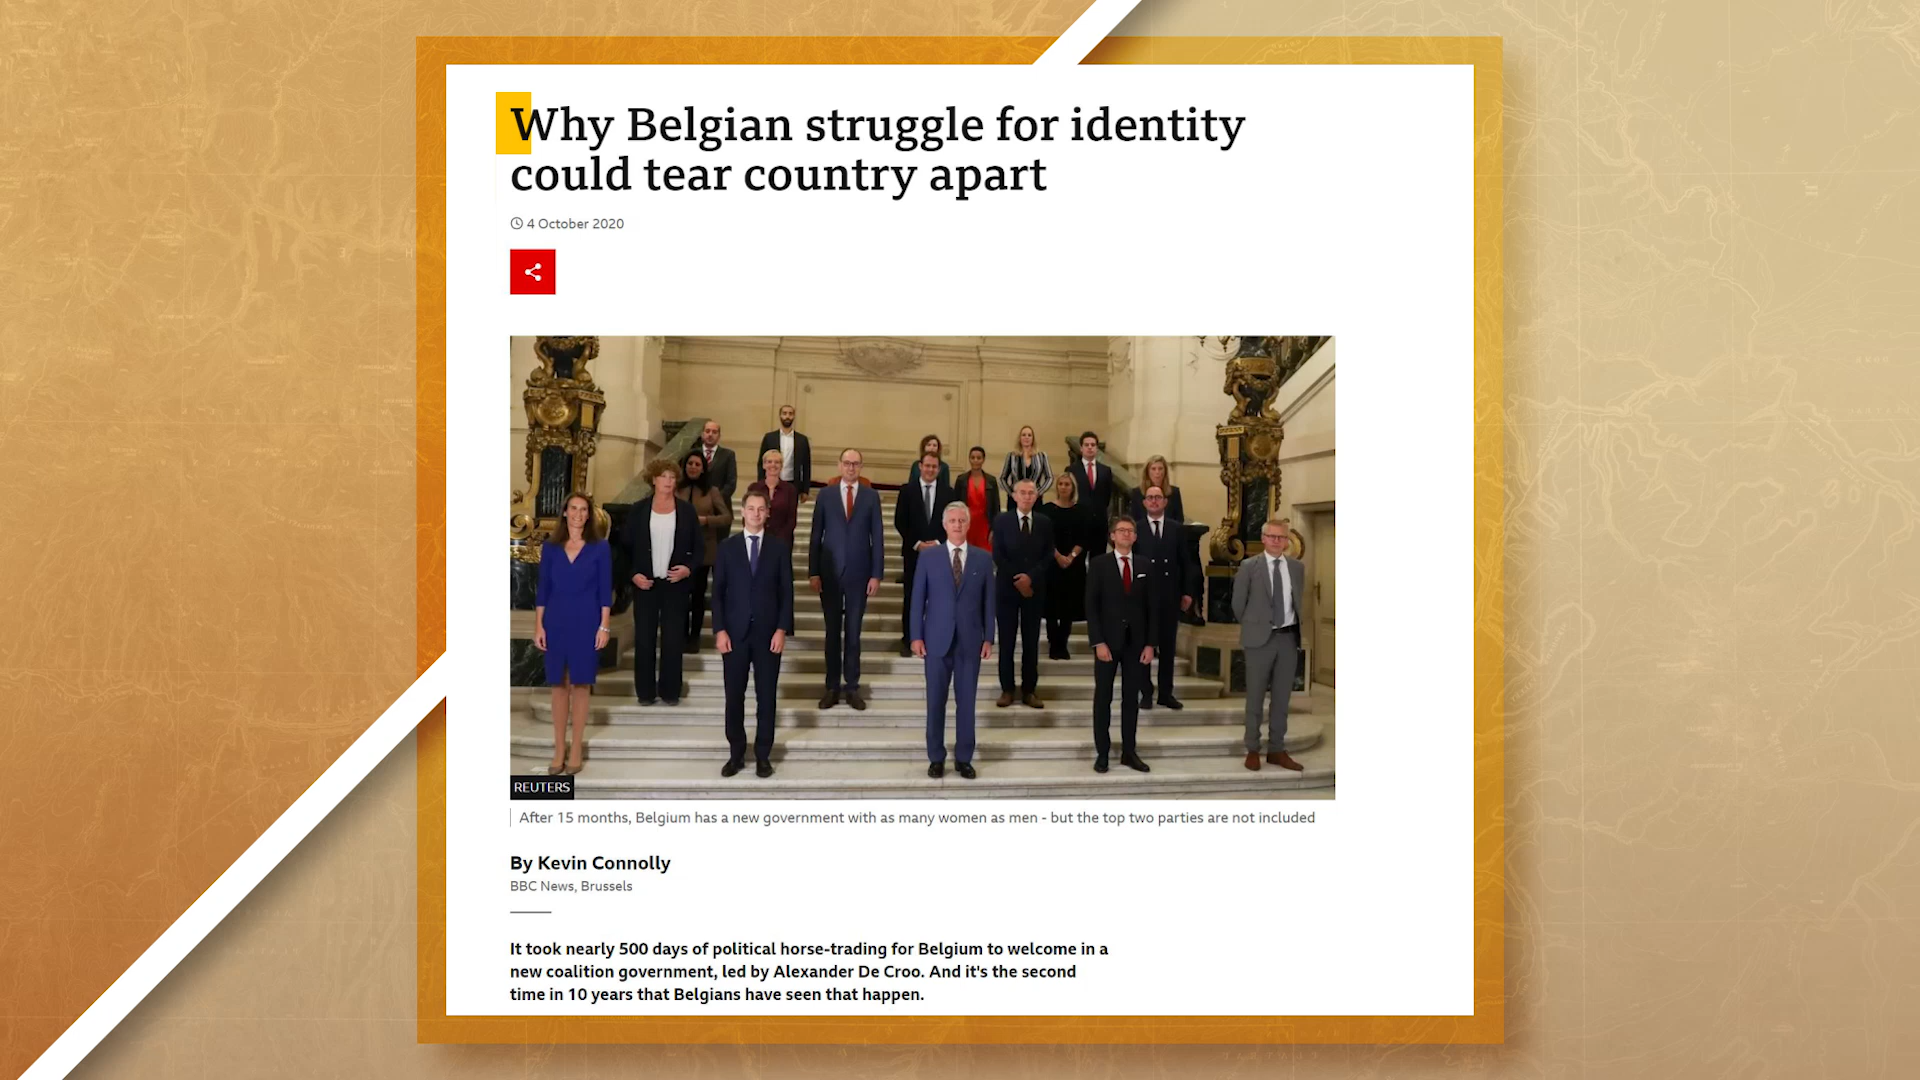 Why Belgian struggle for identity
could tear country apart
4 October 2020
REUTERS
After 15 months, Belgium has a new government with as many women as men - but the top two parties are not included
By Kevin Connolly
BBC News, Brussels
It took nearly 500 days of political horse-trading for Belgium to welcome in a
new coalition government, led by Alexander De Croo. And it's the second
time in 10 years that Belgians have seen that happen.